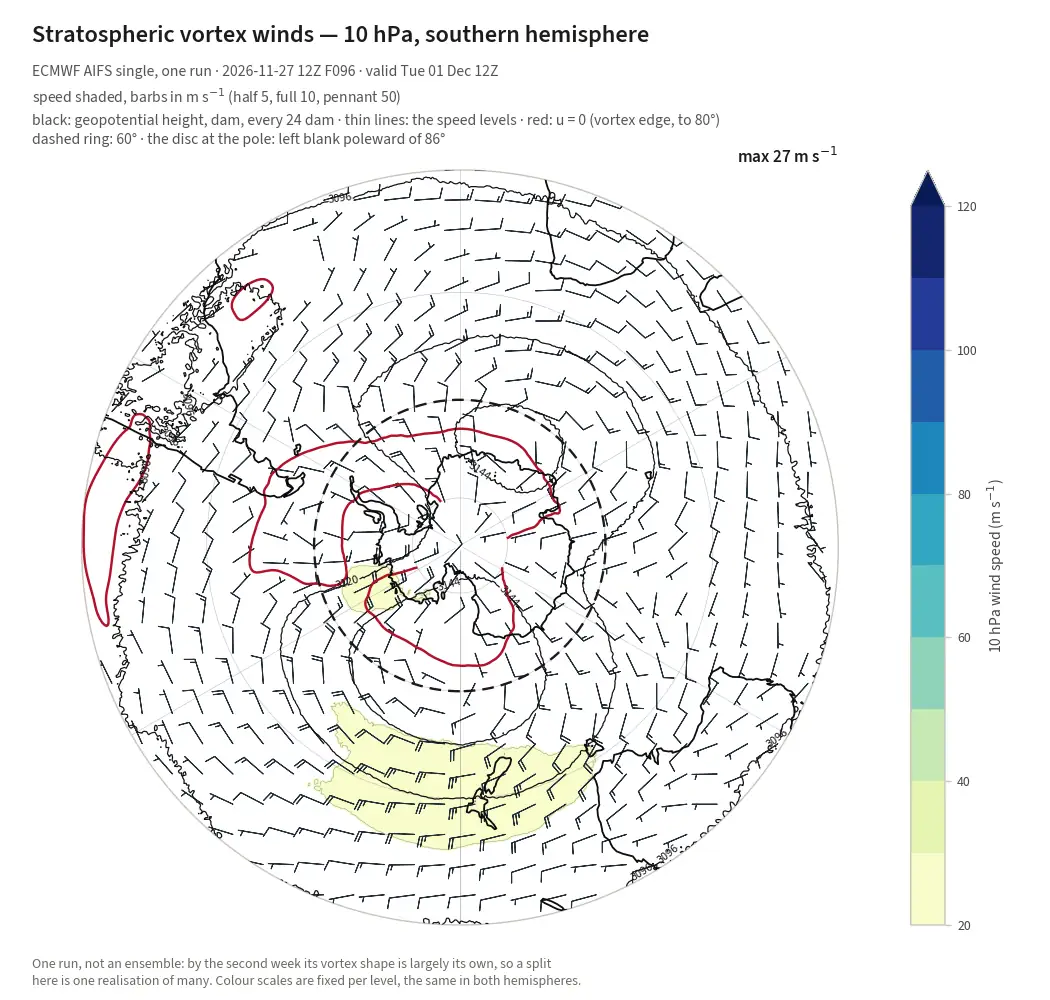 Stratospheric vortex winds — 10 hPa, southern hemisphere
ECMWF AIFS single, one run · 2026-11-27 12Z F096 · valid Tue 01 Dec 12Z
speed shaded, barbs in m s⁻¹ (half 5, full 10, pennant 50)
black: geopotential height, dam, every 24 dam · thin lines: the speed levels · red: u = 0 (vortex edge, to 80°)
dashed ring: 60° · the disc at the pole: left blank poleward of 86°
max 27 m s⁻¹
120
100
80
60
40
20
10 hPa wind speed (m s⁻¹)
3096
3144
3120
3144
3096
3096
3096
3096
One run, not an ensemble: by the second week its vortex shape is largely its own, so a split
here is one realisation of many. Colour scales are fixed per level, the same in both hemispheres.